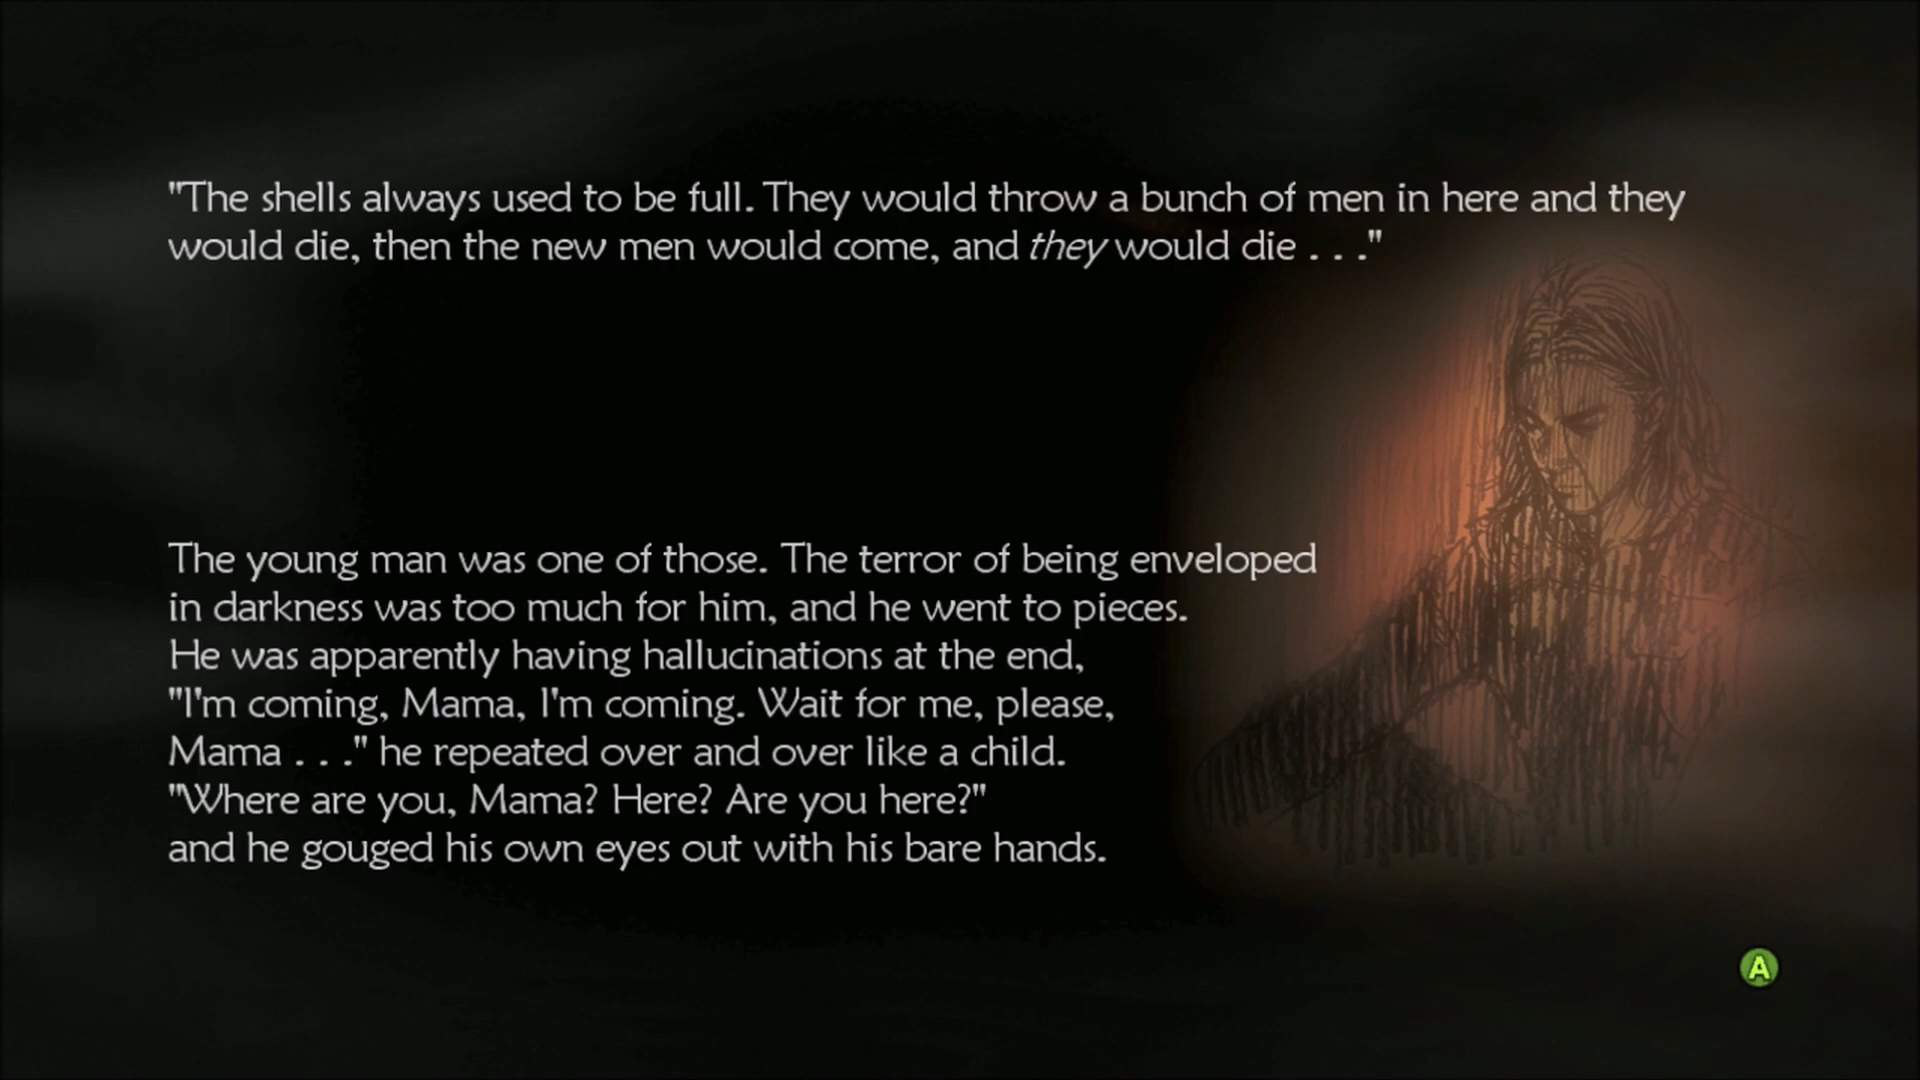 "The shells always used to be full. They would throw a bunch of men in here and they
would die, then the new men would come, and they would die . . ."
The young man was one of those. The terror of being enveloped
in darkness was too much for him, and he went to pieces.
He was apparently having hallucinations at the end,
"I'm coming, Mama, I'm coming. Wait for me, please,
Mama . . ." he repeated over and over like a child.
"Where are you, Mama? Here? Are you here?"
and he gouged his own eyes out with his bare hands.
A